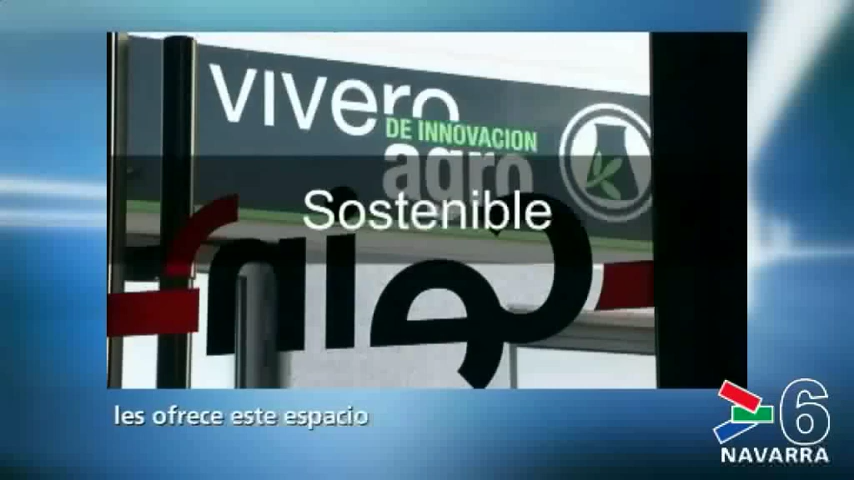 VIVERO
DE INNOVACION
agro
Sostenible
les ofrece este espacio
6
NAVARRA